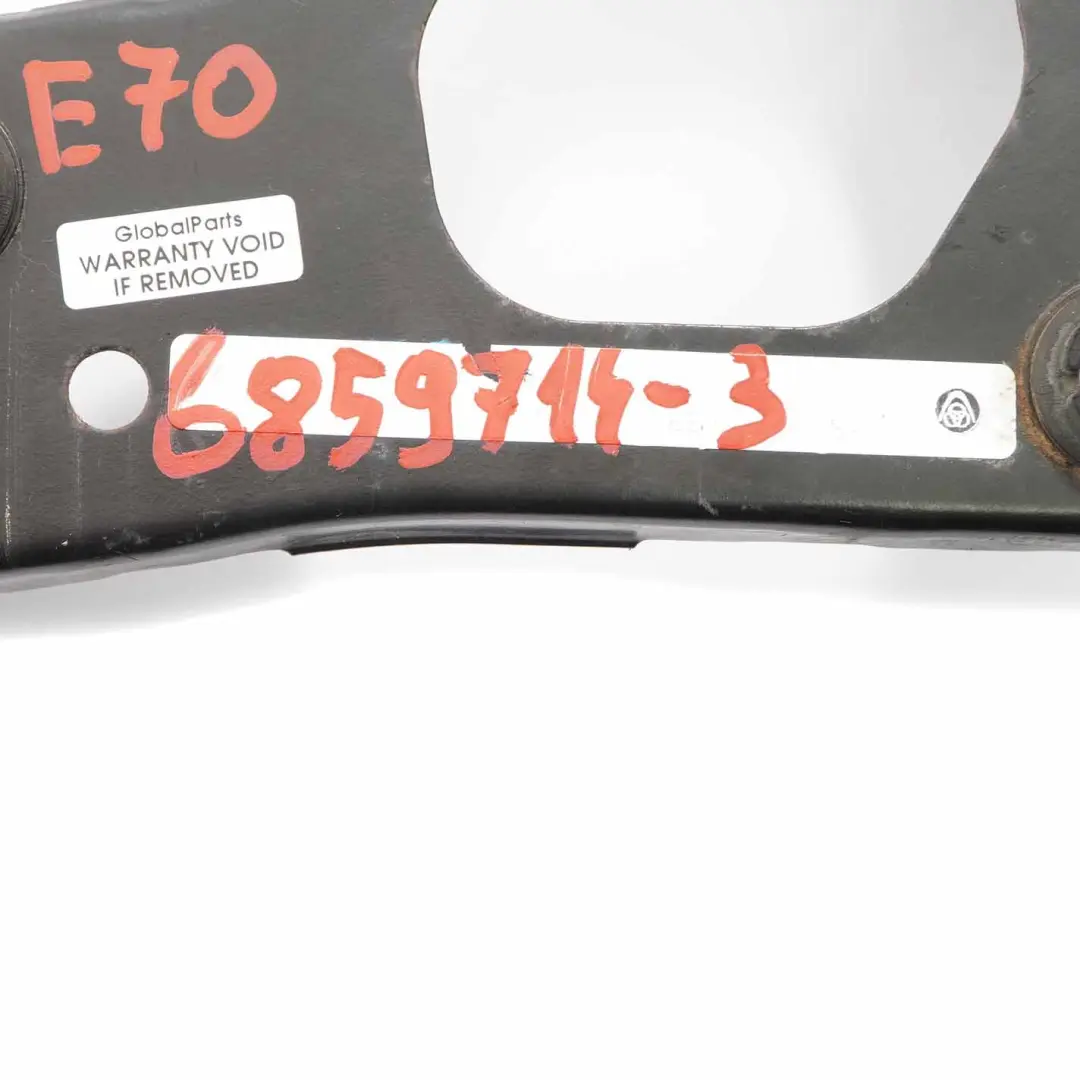 E70
GlobalParts
WARRANTY VOID
IF REMOVED
6859714-3